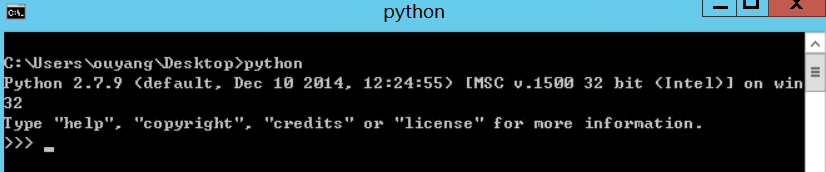 python
C:\Users\ouyang\Desktop>python
Python 2.7.9 (default, Dec 10 2014, 12:24:55) [MSC v.1500 32 bit (Intel)] on win
32
Type "help", "copyright", "credits" or "license" for more information.
>>> _